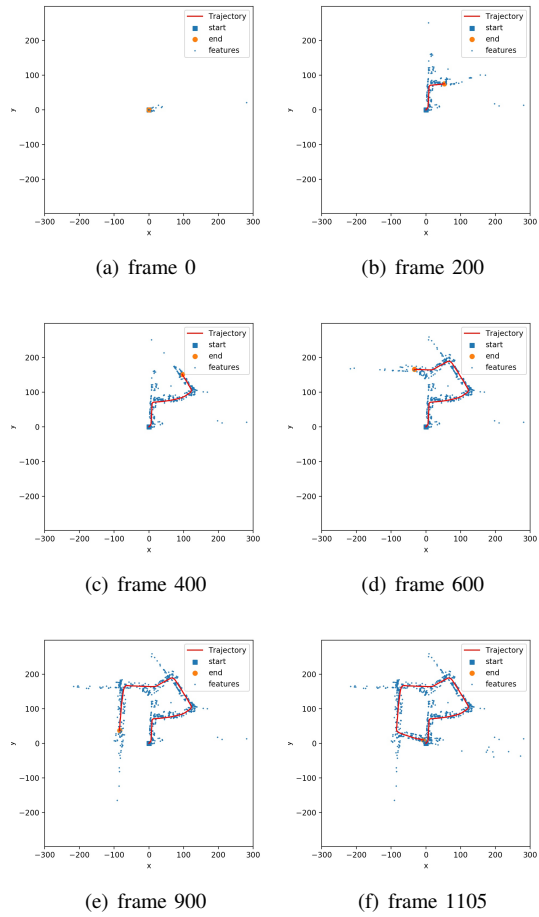 300
200
100
0
−100
−200
−300
−200
−100
0
100
200
300
y
x
Trajectory
start
end
features
(a) frame 0
300
200
100
0
−100
−200
−300
−200
−100
0
100
200
300
y
x
Trajectory
start
end
features
(b) frame 200
200
100
0
−100
−200
−300
−200
−100
0
100
200
300
y
x
Trajectory
start
end
features
(c) frame 400
200
100
0
−100
−200
−300
−200
−100
0
100
200
300
y
x
Trajectory
start
end
features
(d) frame 600
200
100
0
−100
−200
−300
−200
−100
0
100
200
300
y
x
Trajectory
start
end
features
(e) frame 900
200
100
0
−100
−200
−300
−200
−100
0
100
200
300
y
x
Trajectory
start
end
features
(f) frame 1105